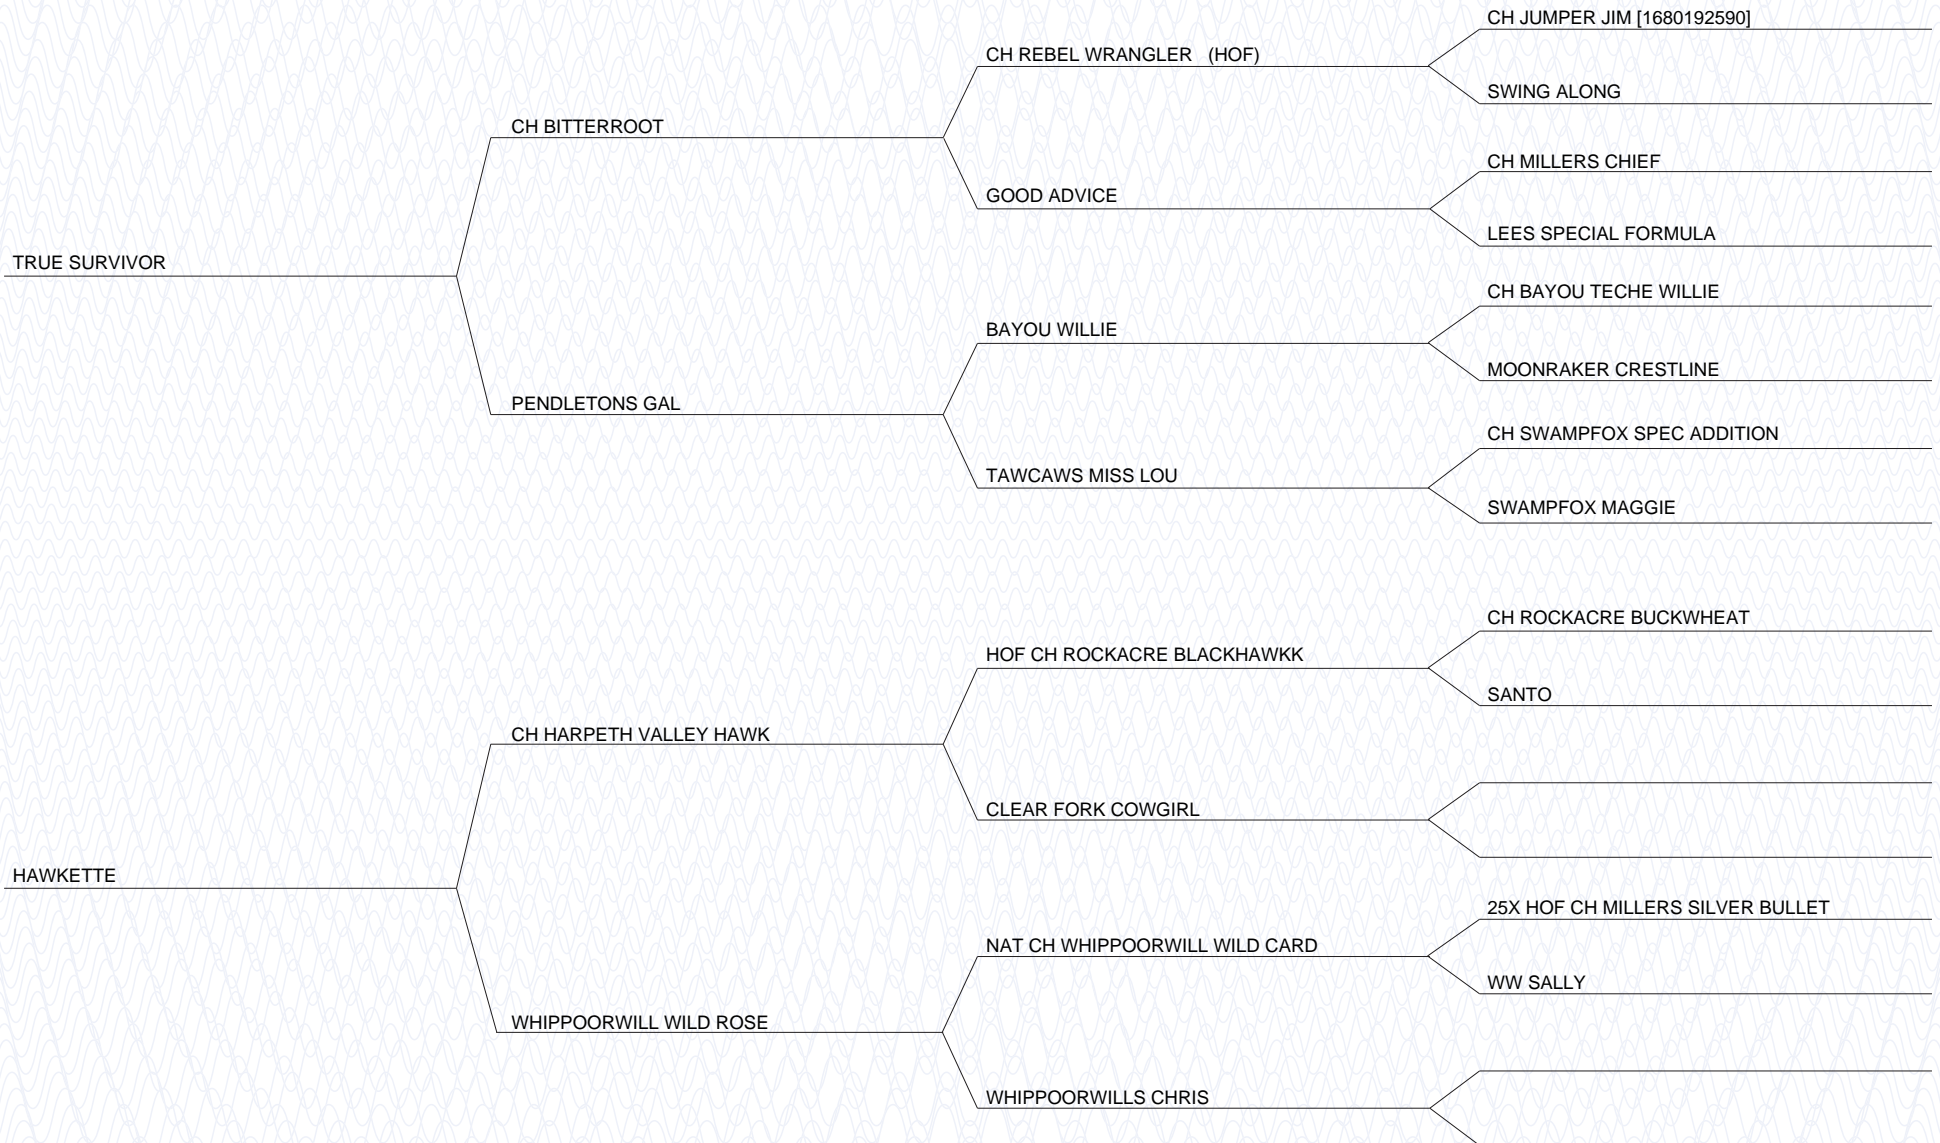 CH JUMPER JIM [1680192590]
CH REBEL WRANGLER (HOF)
SWING ALONG
CH BITTERROOT
CH MILLERS CHIEF
GOOD ADVICE
LEES SPECIAL FORMULA
TRUE SURVIVOR
CH BAYOU TECHE WILLIE
BAYOU WILLIE
MOONRAKER CRESTLINE
PENDLETONS GAL
CH SWAMPFOX SPEC ADDITION
TAWCAWS MISS LOU
SWAMPFOX MAGGIE
CH ROCKACRE BUCKWHEAT
HOF CH ROCKACRE BLACKHAWKK
SANTO
CH HARPETH VALLEY HAWK
CLEAR FORK COWGIRL
HAWKETTE
25X HOF CH MILLERS SILVER BULLET
NAT CH WHIPPOORWILL WILD CARD
WW SALLY
WHIPPOORWILL WILD ROSE
WHIPPOORWILLS CHRIS